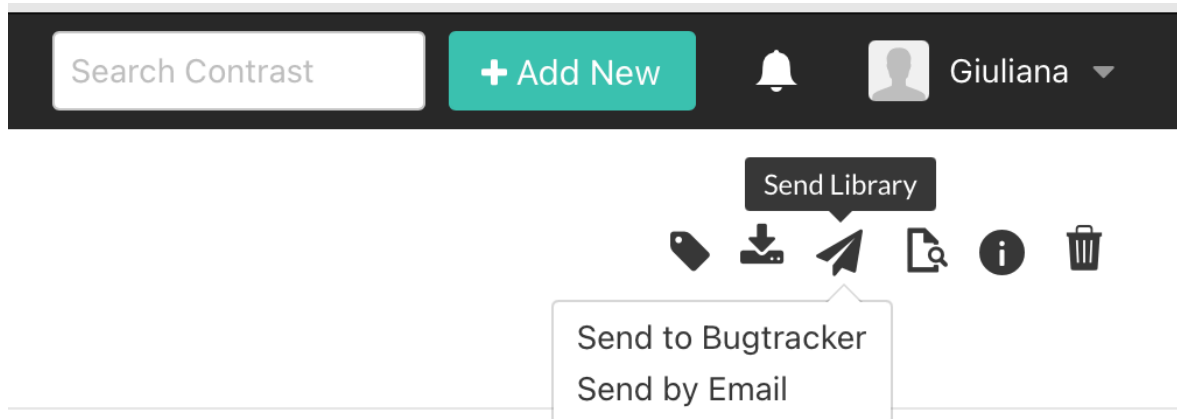 Search Contrast
+ Add New
Giuliana
Send Library
Send to Bugtracker
Send by Email